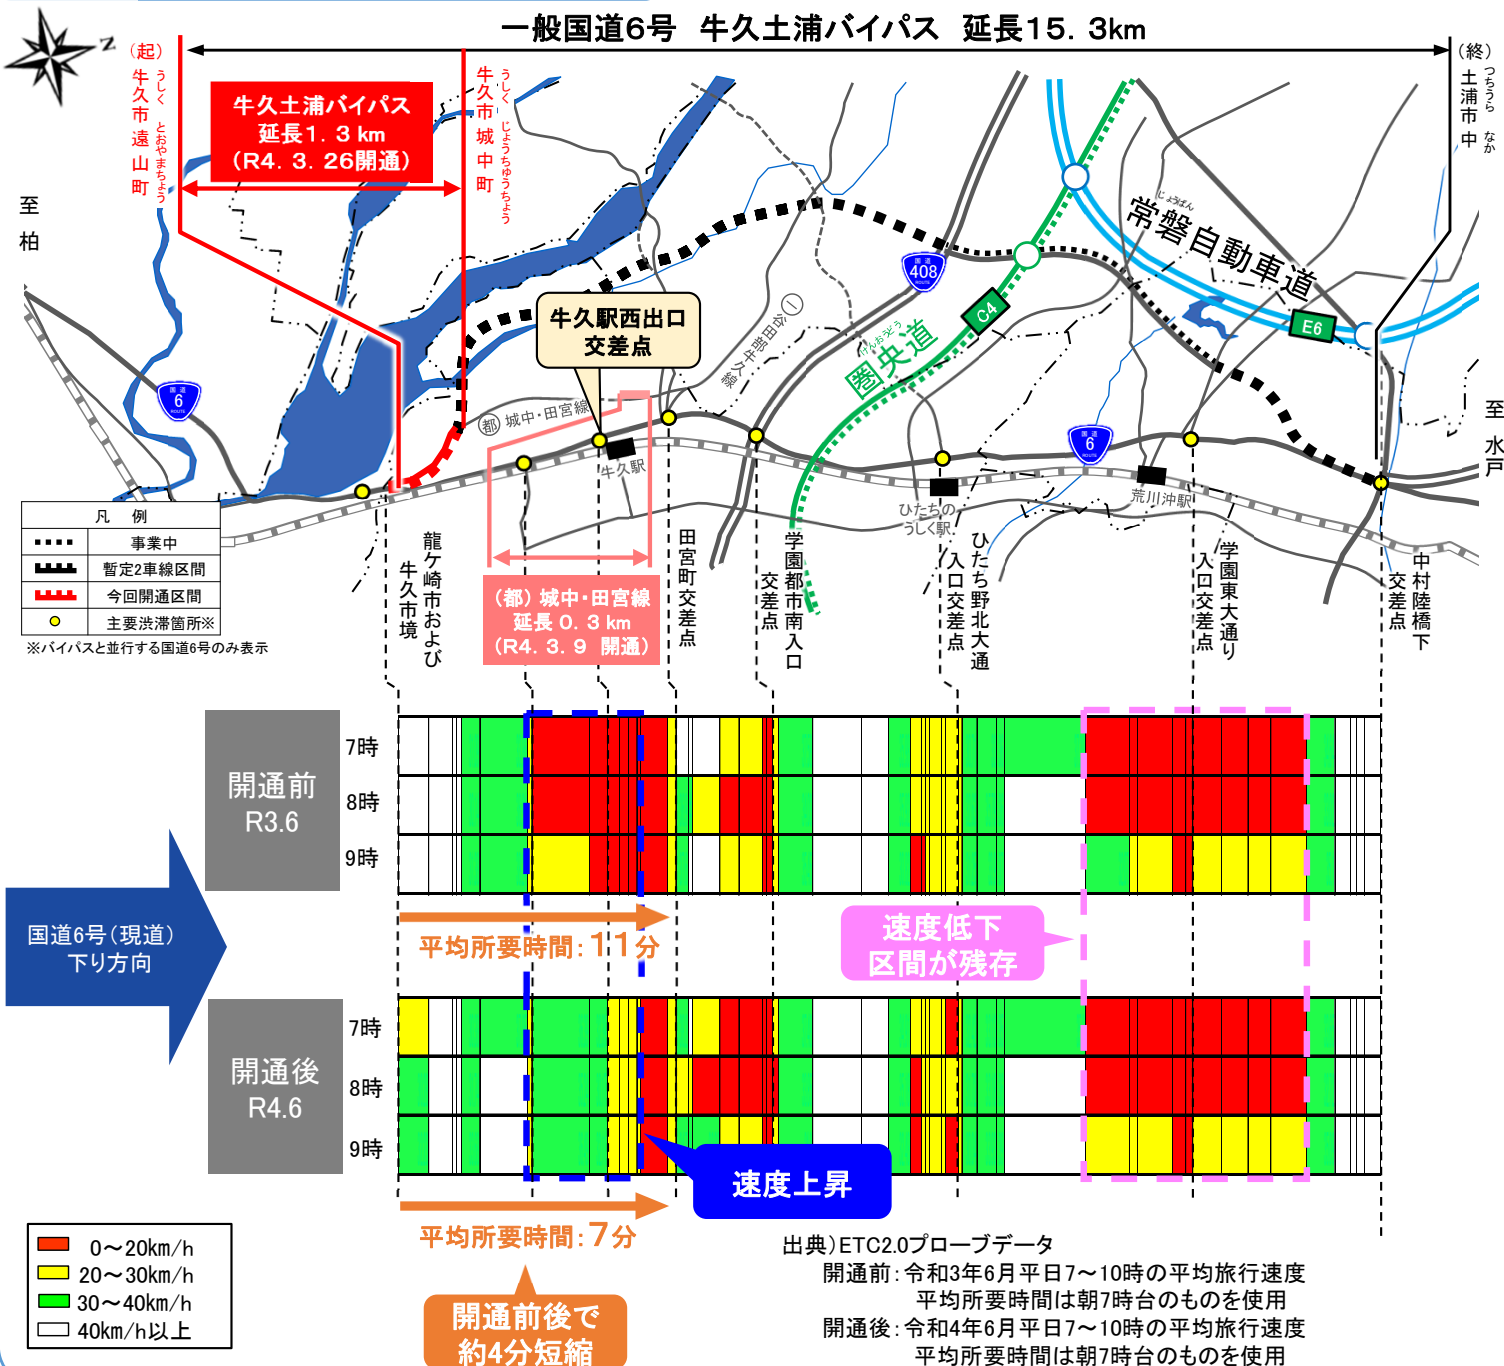 一般国道6号 牛久土浦バイパス 延長15．3km
N
(起)
牛久市遠山町
うしく とおやまちょう
牛久土浦バイパス
延長1．3 km
(R4．3．26開通)
牛久市城中町
うしく じょうちゅうちょう
(終)
土浦市中
つちうら なか
至柏
至水戸
国道
6
ROUTE
国道
408
ROUTE
常磐自動車道
じょうばん
E6
C4
圏央道
けんおうどう
牛久駅西出口
交差点
㊀谷田部牛久線
㊞
都 城中・田宮線
牛久駅
国道
6
ROUTE
ひたちの
うしく駅
荒川沖駅
凡 例
事業中
暫定2車線区間
今回開通区間
主要渋滞箇所※
※バイパスと並行する国道6号のみ表示
龍ケ崎市および
牛久市境
(都)城中・田宮線
延長 0．3 km
(R4．3．9 開通)
田宮町交差点
学園都市南入口
交差点
ひたち野北大通
入口交差点
学園東大通り
入口交差点
中村陸橋下
交差点
開通前
R3.6
7時
8時
9時
国道6号(現道)
下り方向
平均所要時間：11分
速度低下
区間が残存
開通後
R4.6
7時
8時
9時
速度上昇
平均所要時間：7分
開通前後で
約4分短縮
0～20km/h
20～30km/h
30～40km/h
40km/h以上
出典)ETC2.0プローブデータ
開通前：令和3年6月平日7～10時の平均旅行速度
平均所要時間は朝7時台のものを使用
開通後：令和4年6月平日7～10時の平均旅行速度
平均所要時間は朝7時台のものを使用